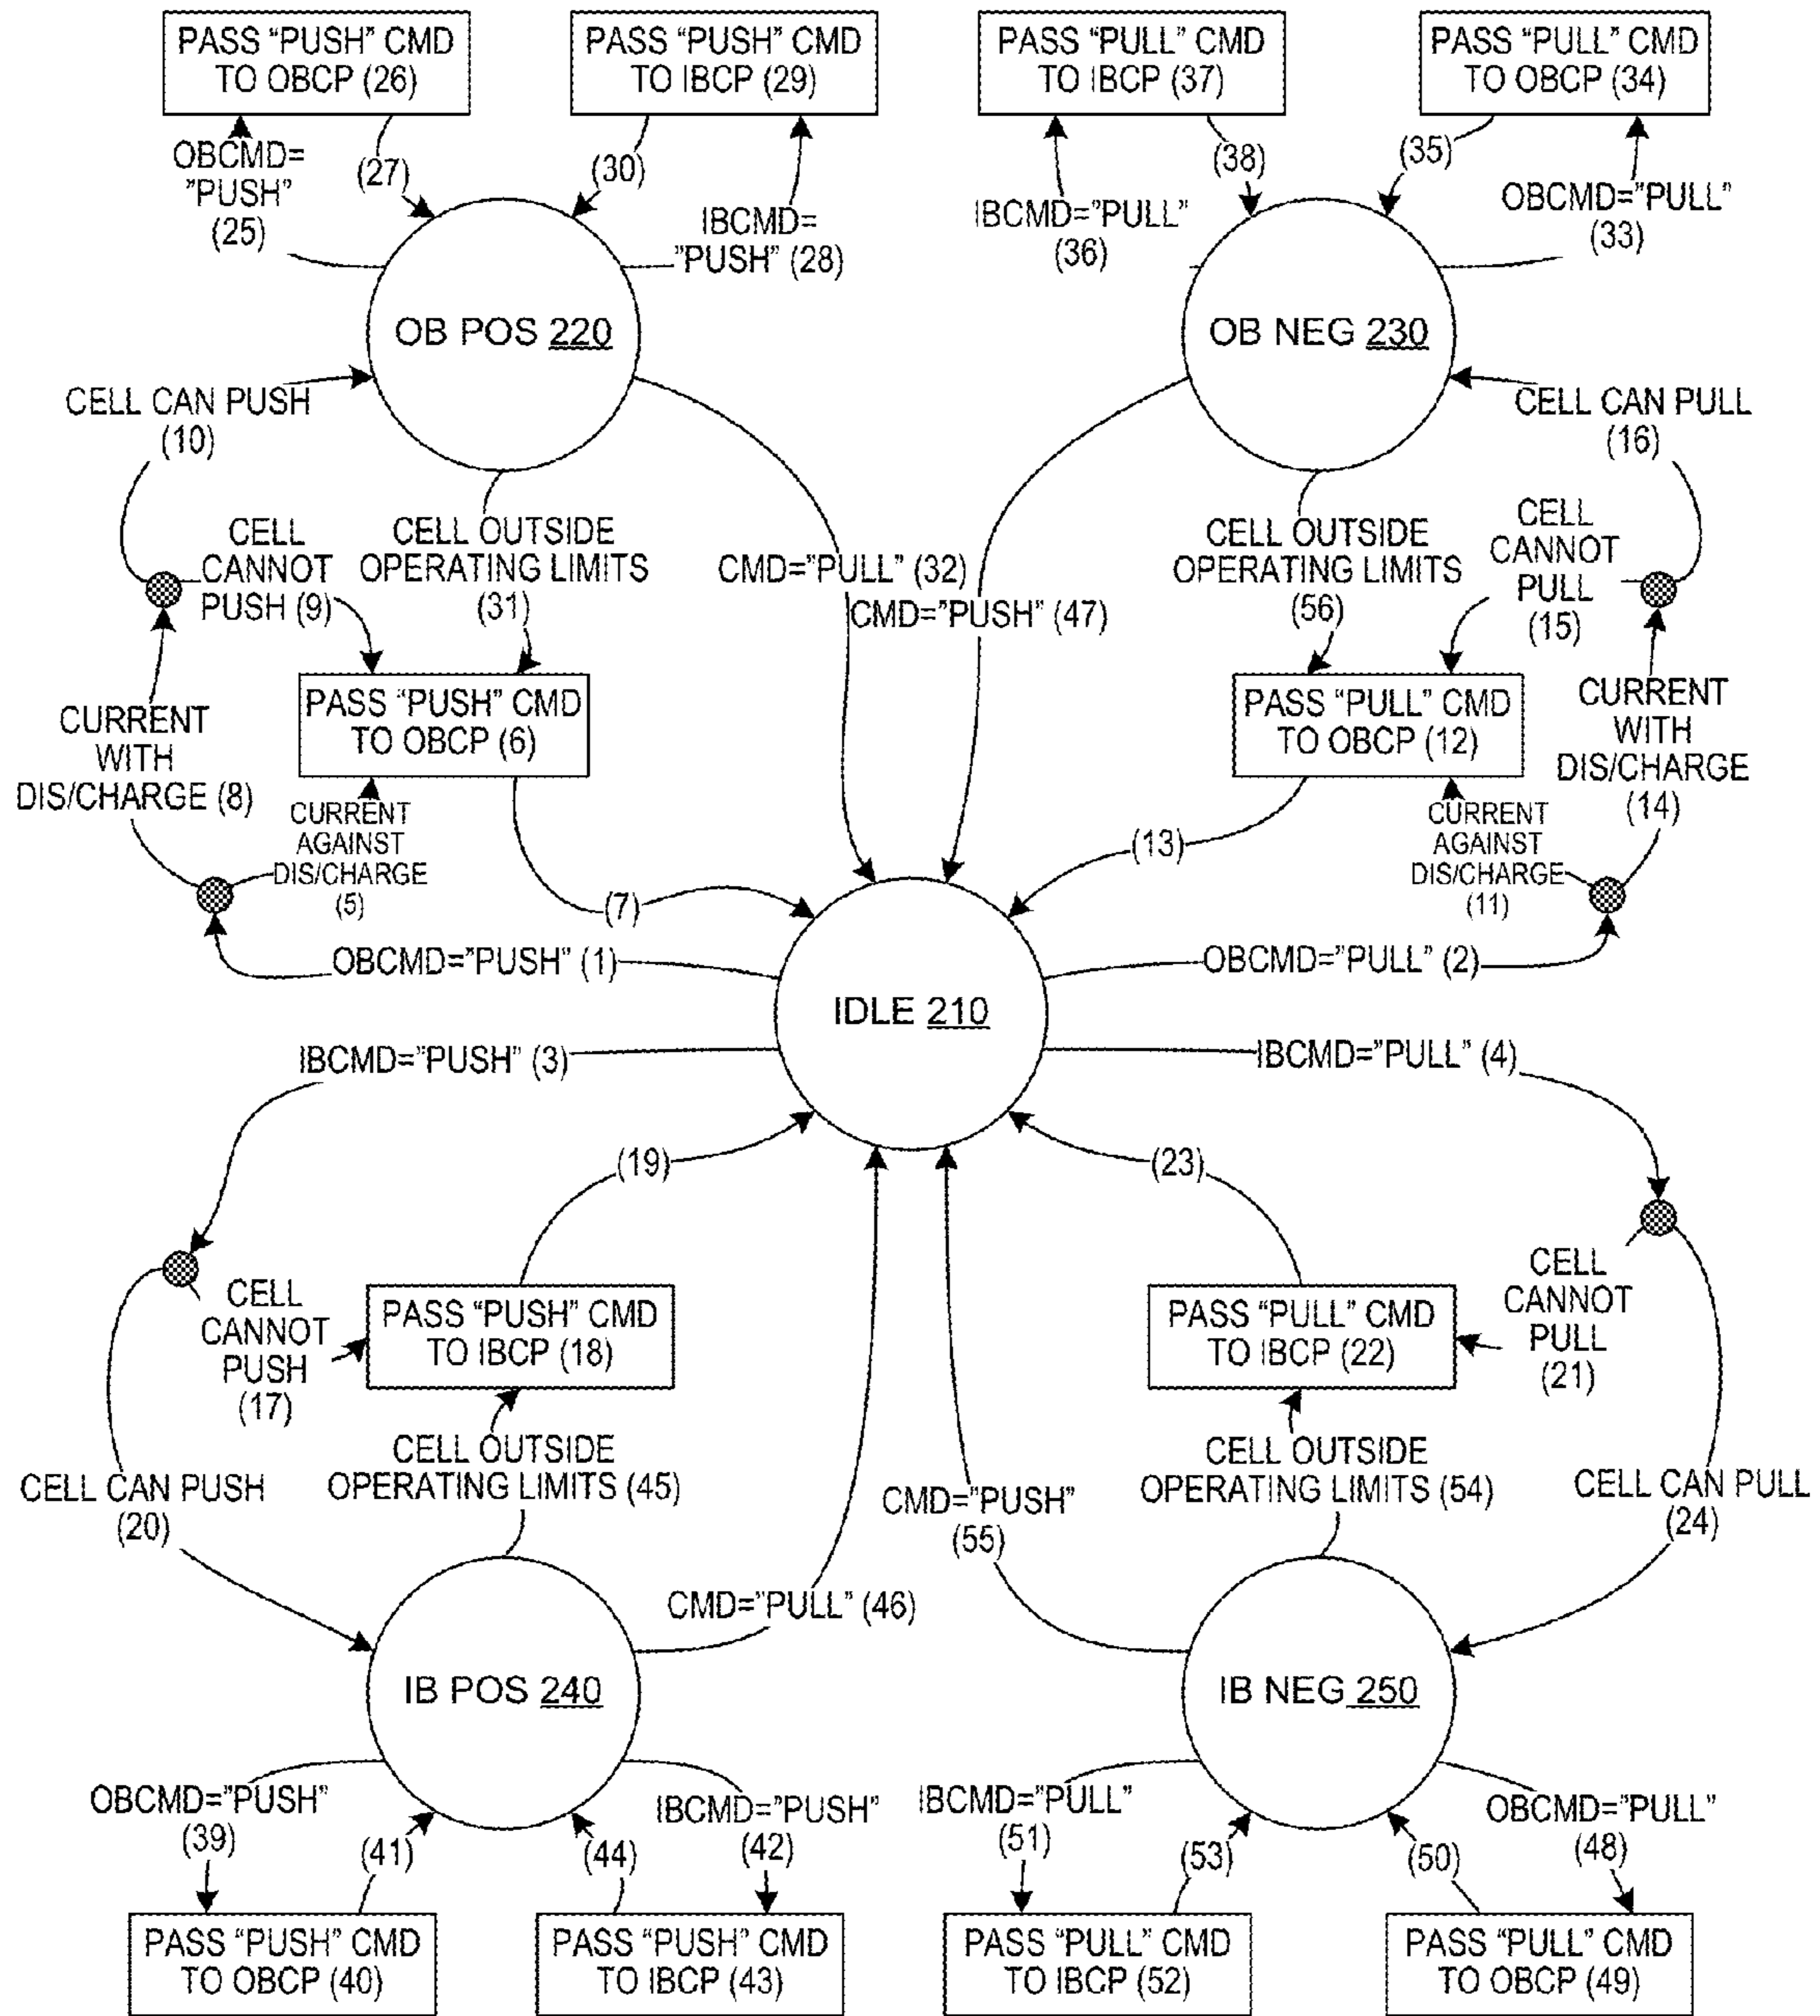 PASS “PUSH” CMD
TO OBCP (26)
PASS “PUSH” CMD
TO IBCP (29)
PASS “PULL” CMD
TO IBCP (37)
PASS “PULL” CMD
TO OBCP (34)
OBCMD=
”PUSH”
(25)
(27)
(30)
IBCMD=
”PUSH” (28)
IBCMD=”PULL”
(36)
(38)
(35)
OBCMD=”PULL”
(33)
OB POS 220
OB NEG 230
CELL CAN PUSH
(10)
CELL CAN PULL
(16)
CELL
CANNOT
PUSH (9)
CELL OUTSIDE
OPERATING LIMITS
(31)
CMD=”PULL” (32)
CMD=”PUSH” (47)
CELL OUTSIDE
OPERATING LIMITS
(56)
CELL
CANNOT
PULL
(15)
CURRENT
WITH
DIS/CHARGE (8)
PASS “PUSH” CMD
TO OBCP (6)
PASS “PULL” CMD
TO OBCP (12)
CURRENT
WITH
DIS/CHARGE
(14)
CURRENT
AGAINST
DIS/CHARGE
(5)
(7)
(13)
CURRENT
AGAINST
DIS/CHARGE
(11)
OBCMD=”PUSH” (1)
OBCMD=”PULL” (2)
IDLE 210
IBCMD=”PUSH” (3)
IBCMD=”PULL” (4)
(19)
(23)
CELL
CANNOT
PUSH
(17)
PASS “PUSH” CMD
TO IBCP (18)
PASS “PULL” CMD
TO IBCP (22)
CELL
CANNOT
PULL
(21)
CELL CAN PUSH
(20)
CELL OUTSIDE
OPERATING LIMITS (45)
CMD=”PUSH”
(55)
CELL OUTSIDE
OPERATING LIMITS (54)
CELL CAN PULL
(24)
CMD=”PULL” (46)
IB POS 240
IB NEG 250
OBCMD=”PUSH”
(39)
(41)
(44)
IBCMD=”PUSH”
(42)
IBCMD=”PULL”
(51)
(53)
(50)
OBCMD=”PULL”
(48)
PASS “PUSH” CMD
TO OBCP (40)
PASS “PUSH” CMD
TO IBCP (43)
PASS “PULL” CMD
TO IBCP (52)
PASS “PULL” CMD
TO OBCP (49)